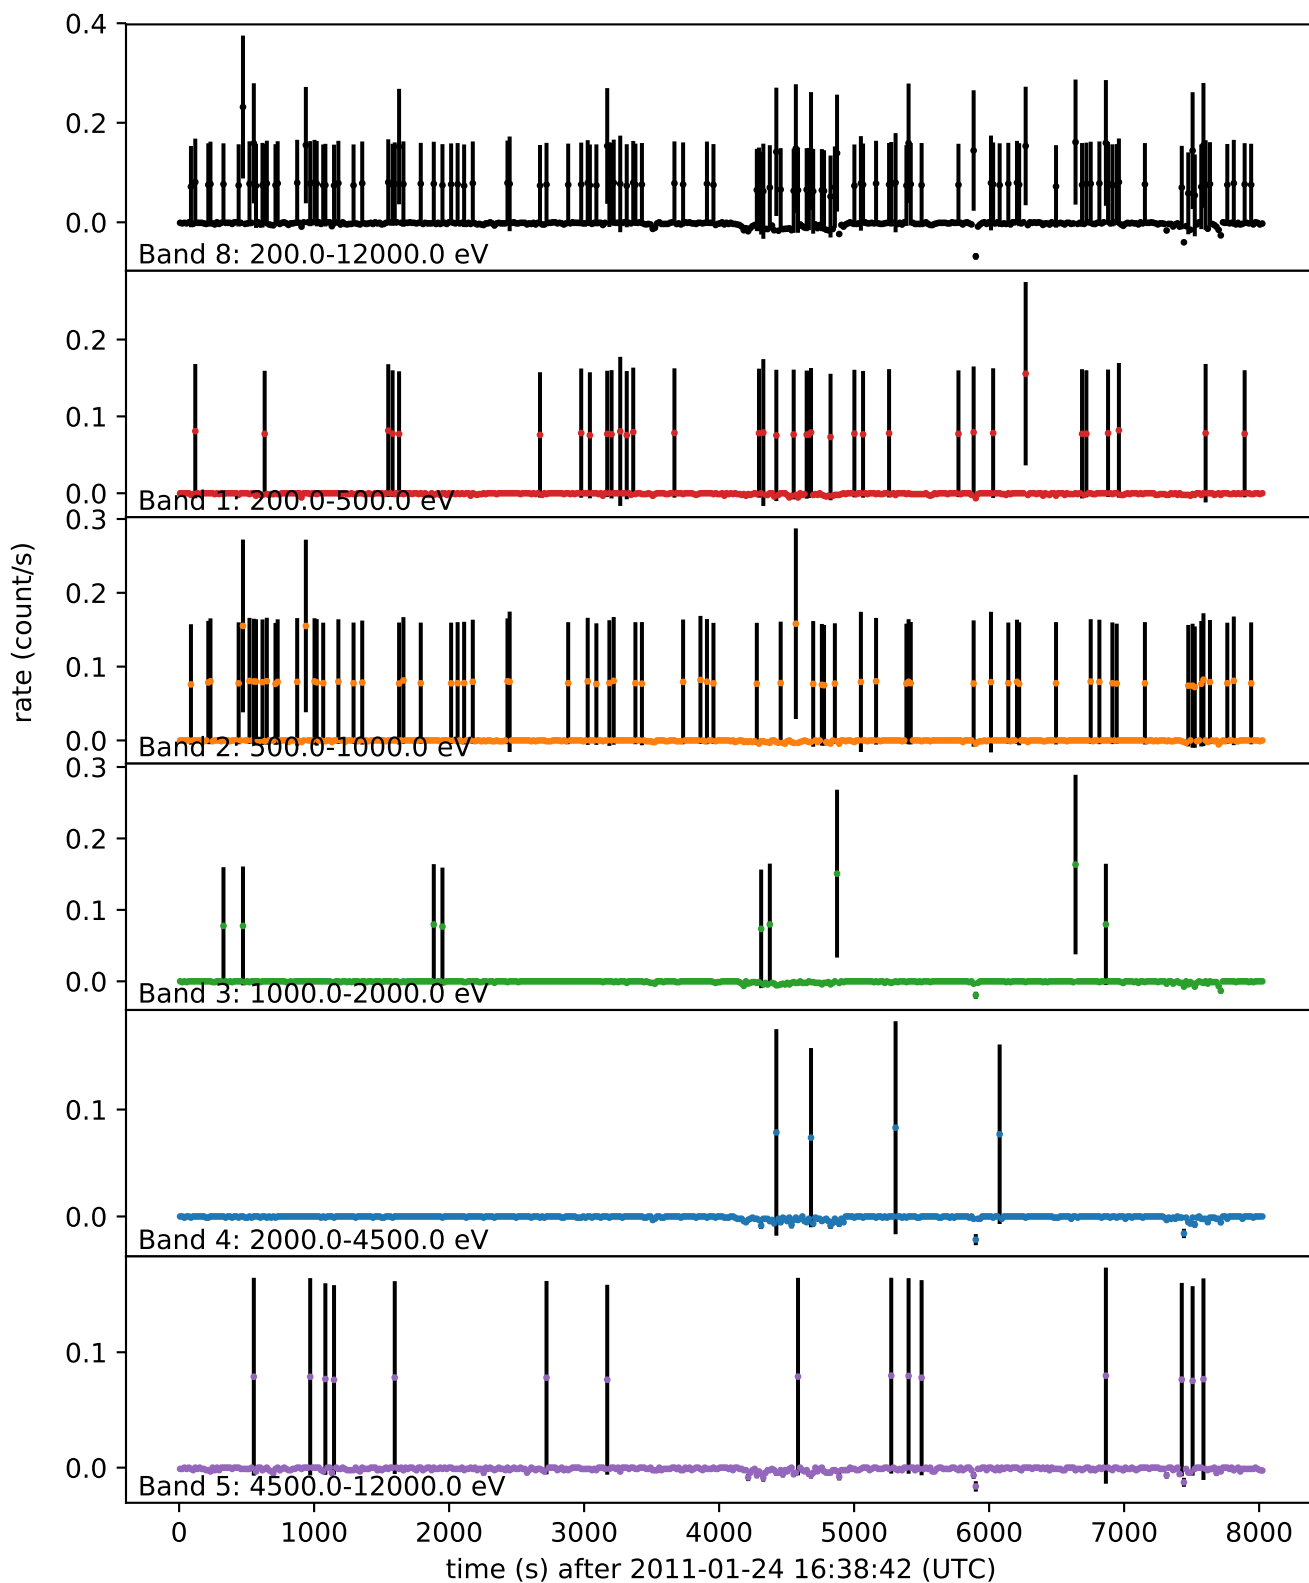 0.4
0.2
0.0
Band 8: 200.0-12000.0 eV
0.2
0.1
0.0
Band 1: 200.0-500.0 eV
0.3
0.2
0.1
0.0
Band 2: 500.0-1000.0 eV
rate (count/s)
0.3
0.2
0.1
0.0
Band 3: 1000.0-2000.0 eV
0.1
0.0
Band 4: 2000.0-4500.0 eV
0.1
0.0
Band 5: 4500.0-12000.0 eV
0 1000 2000 3000 4000 5000 6000 7000 8000
time (s) after 2011-01-24 16:38:42 (UTC)